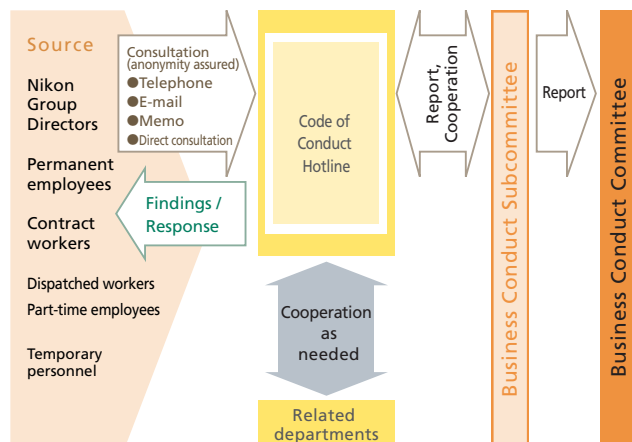 Source
Nikon
Group
Directors
Permanent
employees
Contract
workers
Dispatched workers
Part-time employees
Temporary
personnel
Consultation
(anonymity assured)
●Telephone
●E-mail
●Memo
●Direct consultation
Findings /
Response
Code of
Conduct
Hotline
Cooperation
as
needed
Related
departments
Report,
Cooperation
Business Conduct Subcommittee
Report
Business Conduct Committee